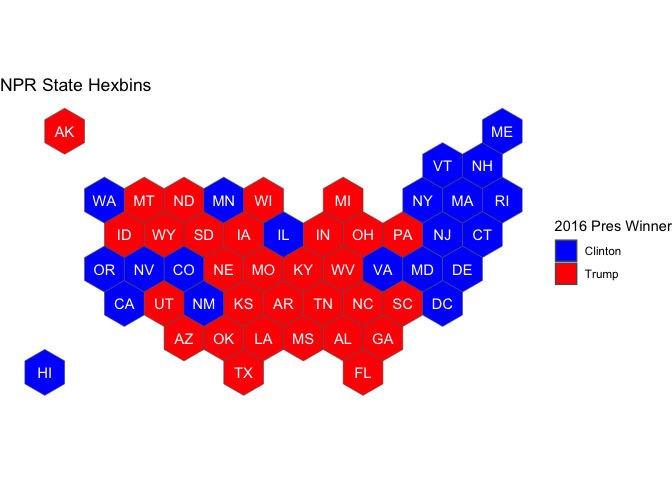 NPR State Hexbins
AK
ME
VT NH
WA MT ND MN WI MI NY MA RI
ID WY SD IA IL IN OH PA NJ CT
OR NV CO NE MO KY WV VA MD DE
CA UT NM KS AR TN NC SC DC
AZ OK LA MS AL GA
HI TX FL
2016 Pres Winner
Clinton
Trump